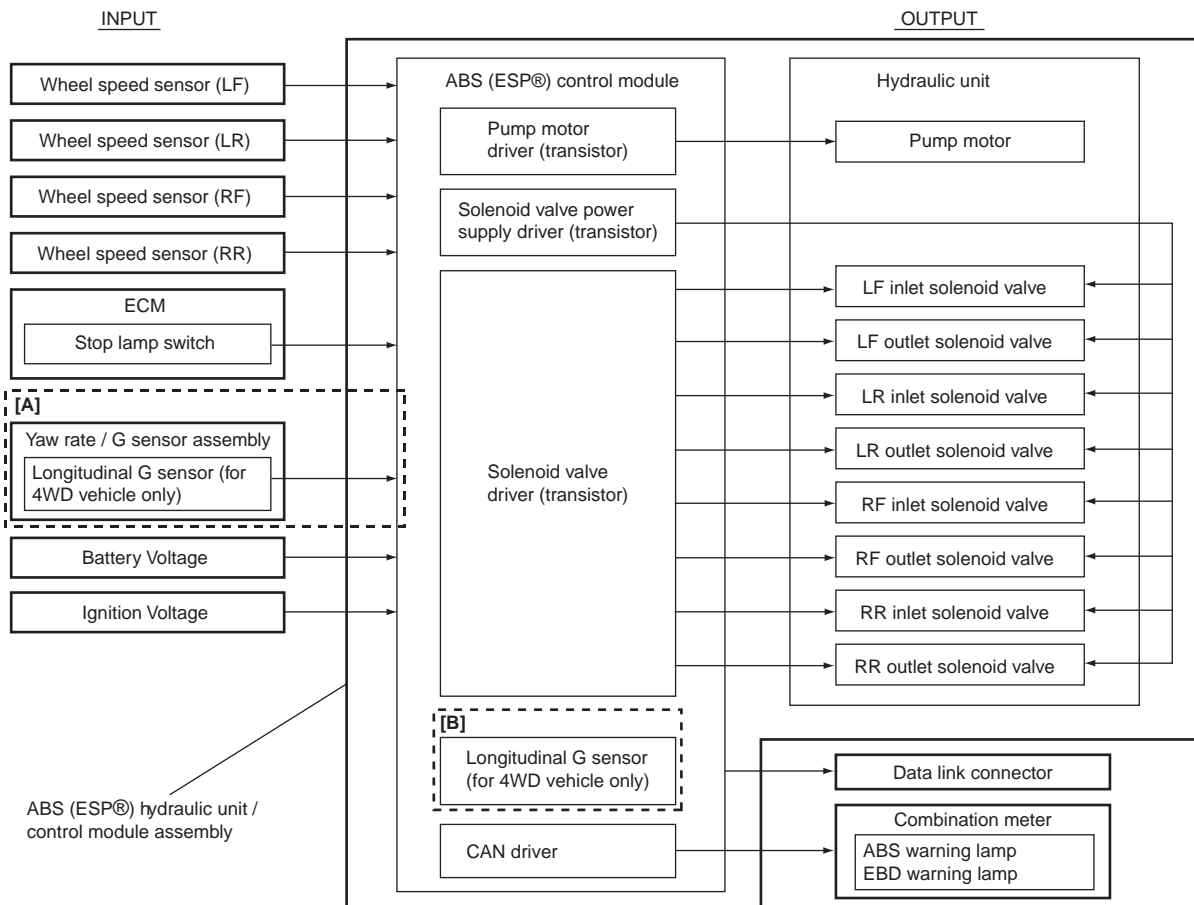 INPUT
OUTPUT
Wheel speed sensor (LF)
Wheel speed sensor (LR)
Wheel speed sensor (RF)
Wheel speed sensor (RR)
ECM
Stop lamp switch
[A]
Yaw rate / G sensor assembly
Longitudinal G sensor (for
4WD vehicle only)
Battery Voltage
Ignition Voltage
ABS (ESP®) hydraulic unit /
control module assembly
ABS (ESP®) control module
Pump motor
driver (transistor)
Solenoid valve power
supply driver (transistor)
Solenoid valve
driver (transistor)
[B]
Longitudinal G sensor
(for 4WD vehicle only)
CAN driver
Hydraulic unit
Pump motor
LF inlet solenoid valve
LF outlet solenoid valve
LR inlet solenoid valve
LR outlet solenoid valve
RF inlet solenoid valve
RF outlet solenoid valve
RR inlet solenoid valve
RR outlet solenoid valve
Data link connector
Combination meter
ABS warning lamp
EBD warning lamp